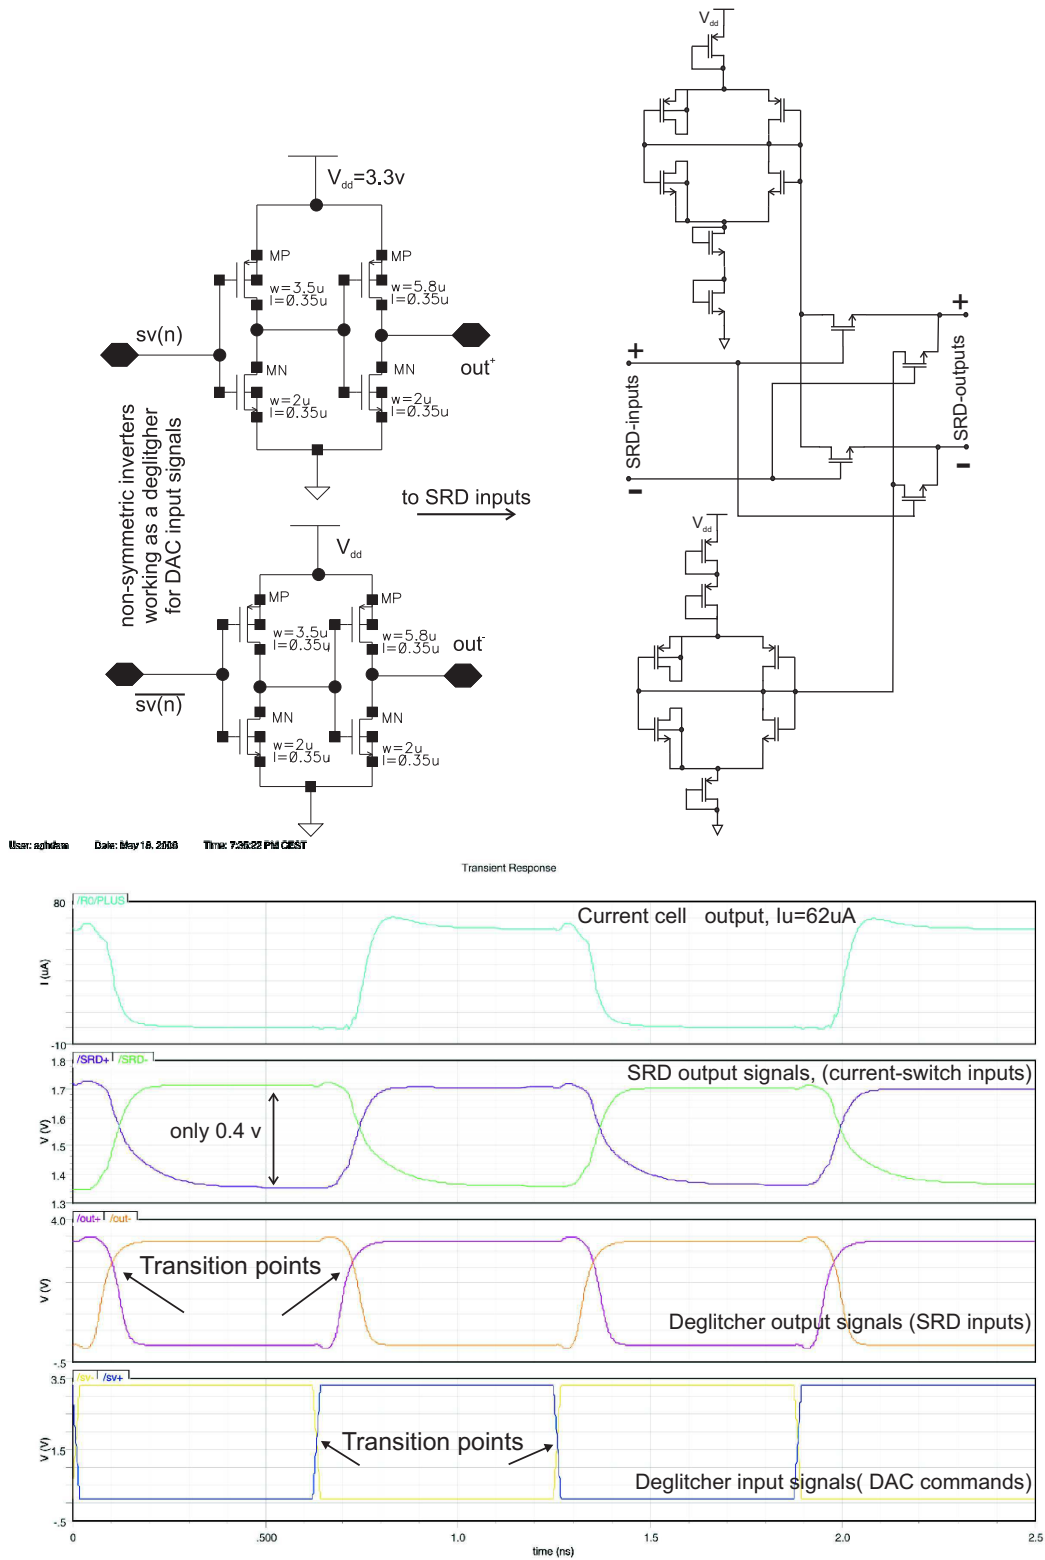 Vdd
Vdd=3.3v
MP
MP
w=3.5u
l=0.35u
w=5.8u
l=0.35u
sv(n)
out+
MN
MN
w=2u
l=0.35u
w=2u
l=0.35u
non-symmetric inverters
working as a deglitgher
for DAC input signals
to SRD inputs
+
-
SRD-inputs
+
-
SRD-outputs
Vdd
Vdd
MP
MP
w=3.5u
l=0.35u
w=5.8u
l=0.35u
out-
sv(n)
MN
MN
w=2u
l=0.35u
w=2u
l=0.35u
Time: 7:35:22 PM CEST
Transient Response
/R0/PLUS
80
Current cell output, Iu=62uA
I (uA)
-10
/SRD+ /SRD-
1.8
SRD output signals, (current-switch inputs)
1.7
1.6
only 0.4 v
V (V)
1.5
1.4
1.3
/out+ /out-
4.0
Transition points
V (V)
Deglitcher output signals (SRD inputs)
-.5
/sv- /sv+
3.5
Transition points
V (V)
1.5
Deglitcher input signals( DAC commands)
-.5
0 .500 1.0 1.5 2.0 2.5
time (ns)